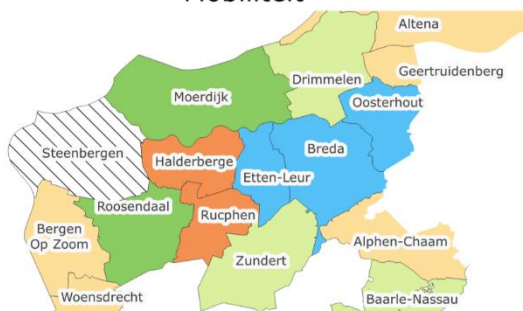 Mobiliteit
Altena
Drimmelen
Geertruidenberg
Moerdijk
Oosterhout
Steenbergen
Halderberge
Breda
Etten-Leur
Roosendaal
Rucphen
Bergen
Op Zoom
Alphen-Chaam
Zundert
Woensdrecht
Baarle-Nassau